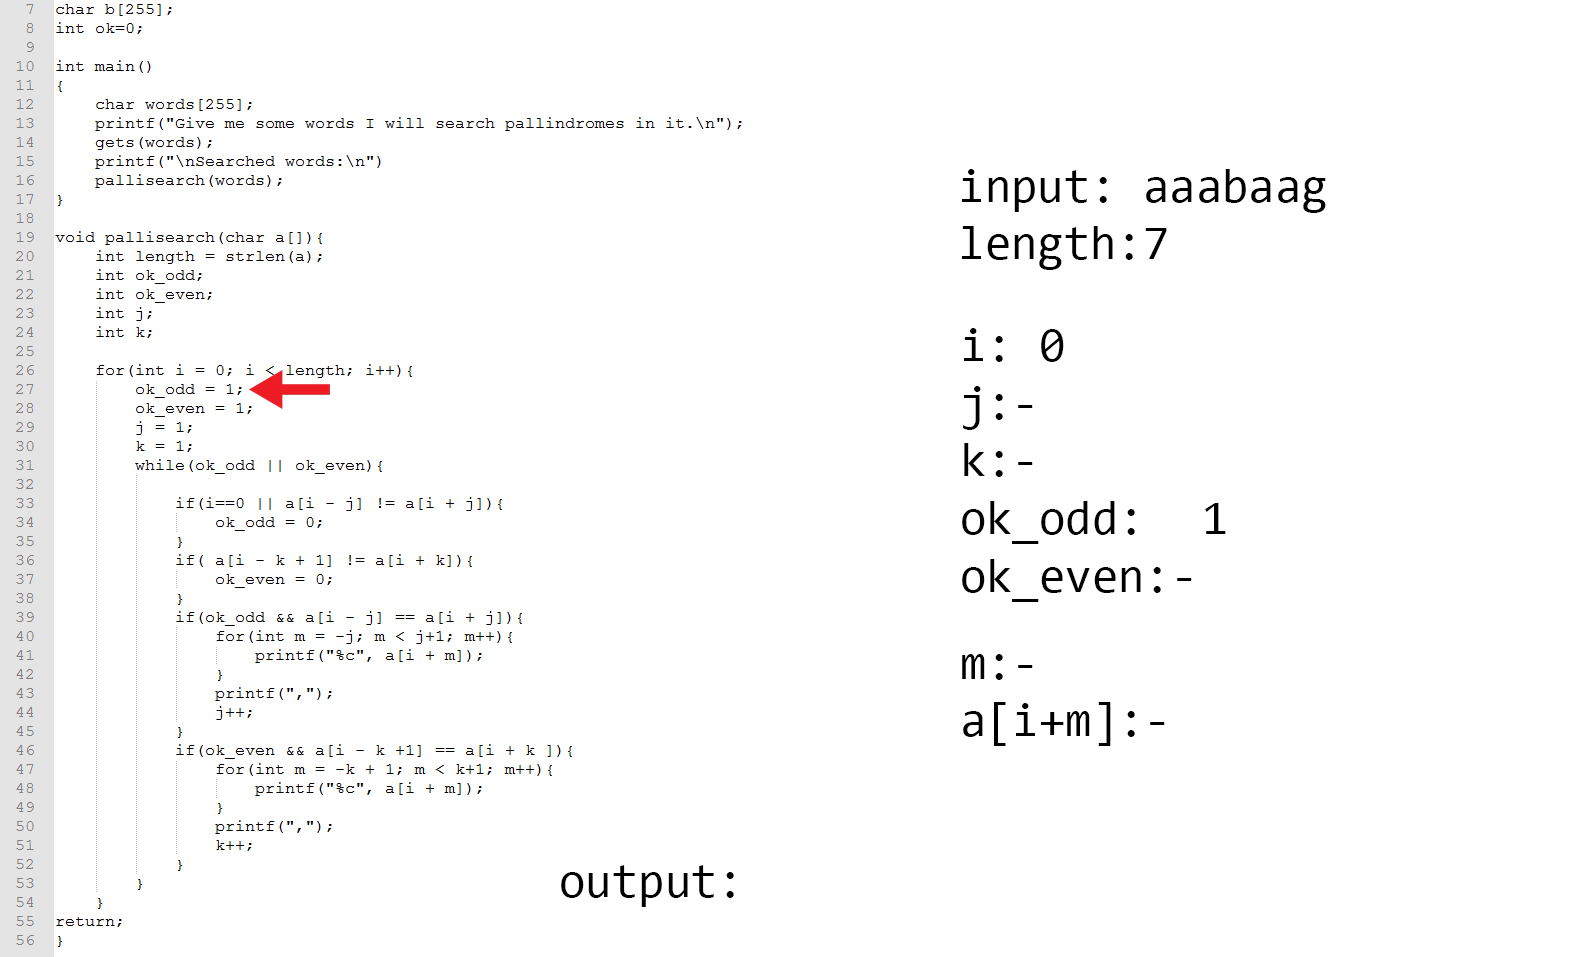 7 char b[255];
8 int ok=0;
9
10 int main()
11 {
12     char words[255];
13     printf("Give me some words I will search pallindromes in it.\n");
14     gets(words);
15     printf("\nSearched words:\n")
16     pallisearch(words);
17 }
18
19 void pallisearch(char a[]){
20     int length = strlen(a);
21     int ok_odd;
22     int ok_even;
23     int j;
24     int k;
25
26     for(int i = 0; i < length; i++){
27         ok_odd = 1;
28         ok_even = 1;
29         j = 1;
30         k = 1;
31         while(ok_odd || ok_even){
32
33             if(i==0 || a[i - j] != a[i + j]){
34                 ok_odd = 0;
35             }
36             if( a[i - k + 1] != a[i + k]){
37                 ok_even = 0;
38             }
39             if(ok_odd && a[i - j] == a[i + j]){
40                 for(int m = -j; m < j+1; m++){
41                     printf("%c", a[i + m]);
42                 }
43                 printf(",");
44                 j++;
45             }
46             if(ok_even && a[i - k +1] == a[i + k ]){
47                 for(int m = -k + 1; m < k+1; m++){
48                     printf("%c", a[i + m]);
49                 }
50                 printf(",");
51                 k++;
52             }
53         }
54     }
55 return;
56 }
input: aaabaag
length:7
i: 0
j:-
k:-
ok_odd:  1
ok_even:-
m:-
a[i+m]:-
output: